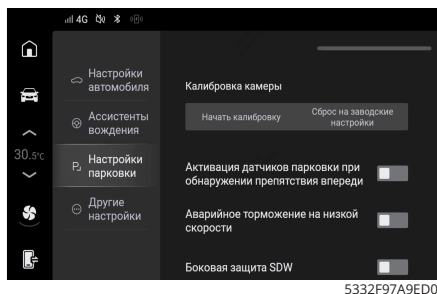 4G
Настройки
автомобиля
Ассистенты
вождения
30.5°C
Настройки
парковки
Другие
настройки
Калибровка камеры
Начать калибровку
Сброс на заводские
настройки
Активация датчиков парковки при
обнаружении препятствия впереди
Аварийное торможение на низкой
скорости
Боковая защита SDW
5332F97A9ED0